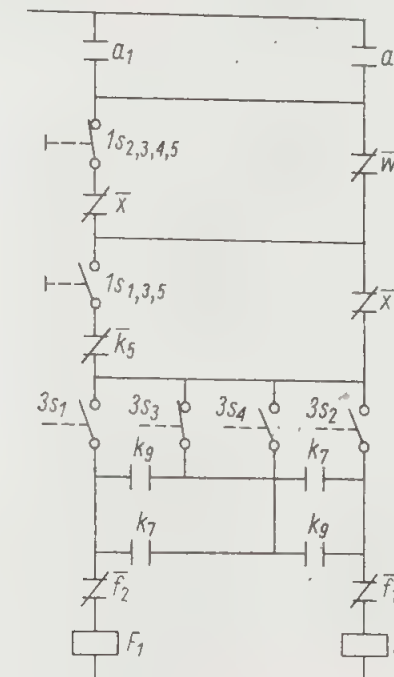 a₁
a
1s₂,₃,₄,₅
w̅
x̅
1s₁,₃,₅
x̅
k̅₅
3s₁
3s₃
3s₄
3s₂
k₉
k₇
k₇
k₉
f̅₂
f̅₁
F₁